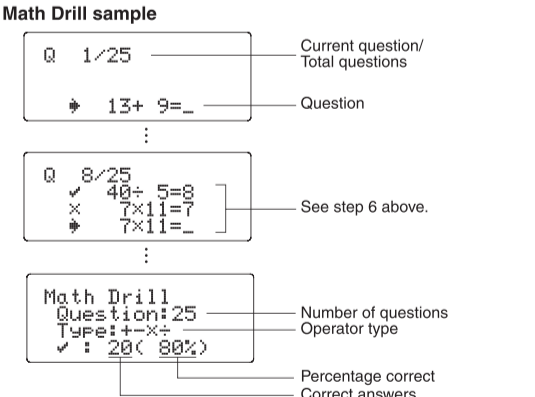 Math Drill sample
Q 1/25
Current question/
Total questions
➧ 13+ 9=_
Question
⋮
Q 8/25
✔ 40÷ 5=8
See step 6 above.
× 7×11=7
➧ 7×11=_
⋮
Math Drill
Question:25
Number of questions
Type:+−×÷
Operator type
✔ : 20( 80%)
Percentage correct
Correct answers